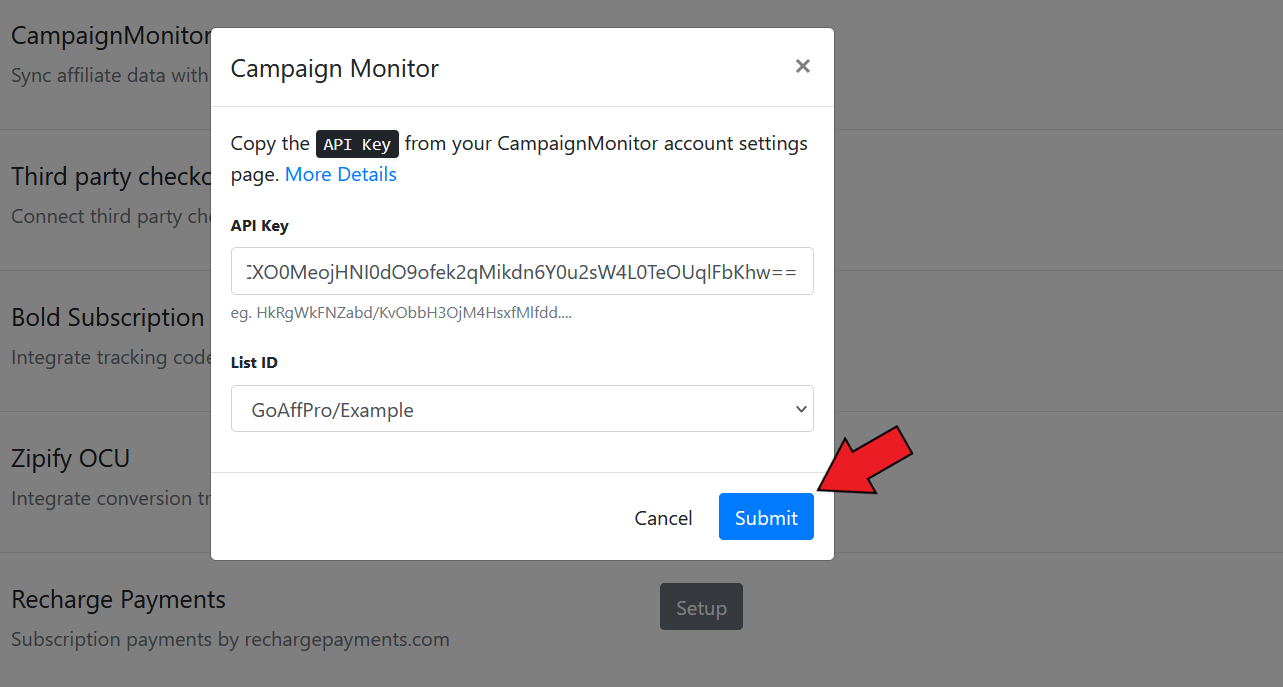 CampaignMonitor
Sync affiliate data with
Campaign Monitor
×
Copy the API Key from your CampaignMonitor account settings
page. More Details
Third party checko
Connect third party che
API Key
XO0MeojHNI0dO9ofek2qMikdn6Y0u2sW4L0TeOUqlFbKhw==
eg. HkRgWkFNZabd/KvObbH3OjM4HsxfMlfdd....
Bold Subscription
Integrate tracking code
List ID
GoAffPro/Example
Zipify OCU
Integrate conversion tr
Cancel
Submit
Recharge Payments
Subscription payments by rechargepayments.com
Setup